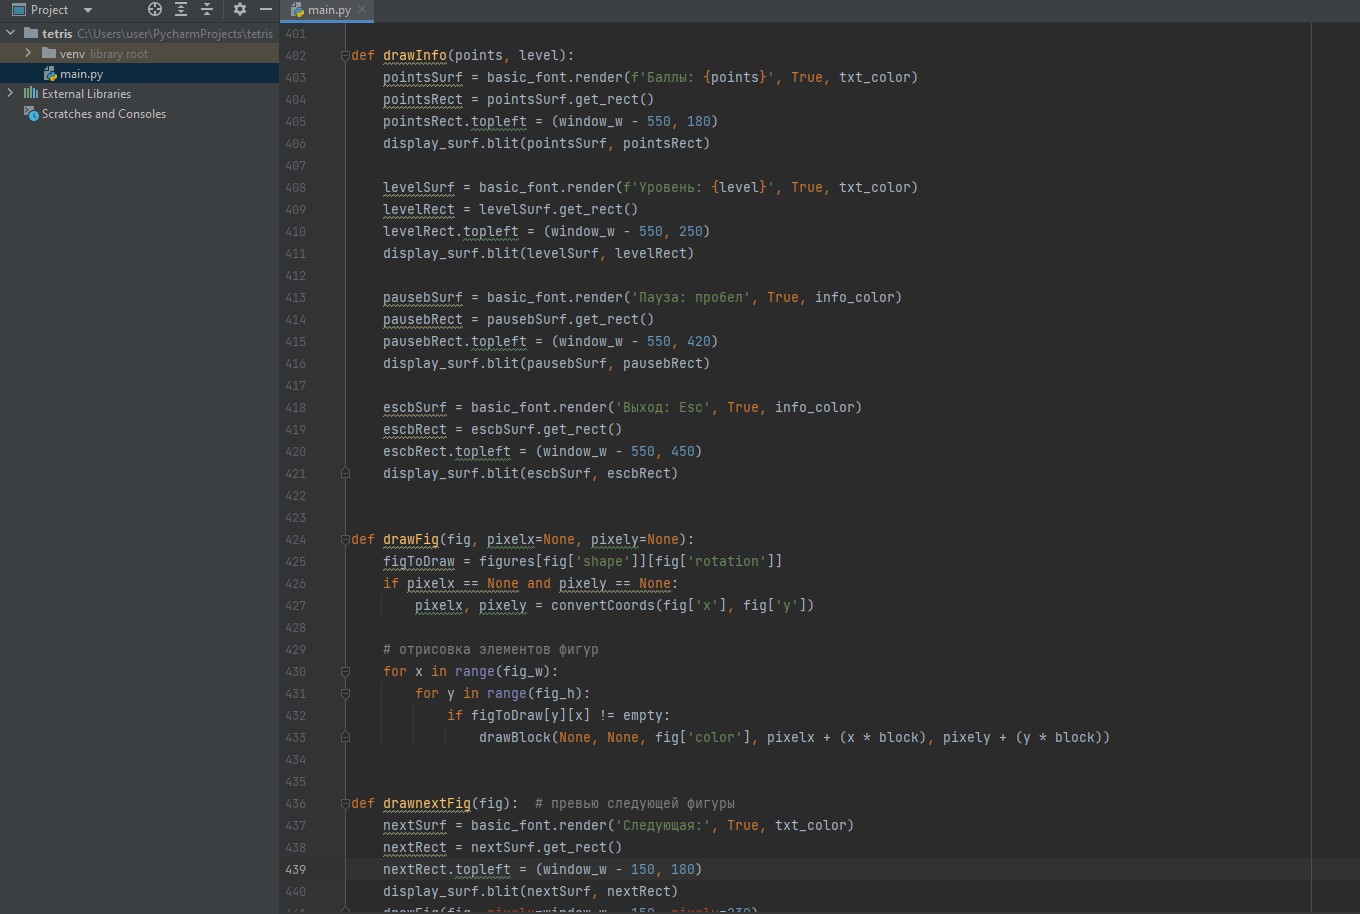 Project
main.py
tetris C:\Users\user\PycharmProjects\tetris
venv library root
main.py
External Libraries
Scratches and Consoles
401
402 def drawInfo(points, level):
403 pointsSurf = basic_font.render(f'Баллы: {points}', True, txt_color)
404 pointsRect = pointsSurf.get_rect()
405 pointsRect.topleft = (window_w - 550, 180)
406 display_surf.blit(pointsSurf, pointsRect)
407
408 levelSurf = basic_font.render(f'Уровень: {level}', True, txt_color)
409 levelRect = levelSurf.get_rect()
410 levelRect.topleft = (window_w - 550, 250)
411 display_surf.blit(levelSurf, levelRect)
412
413 pausebSurf = basic_font.render('Пауза: пробел', True, info_color)
414 pausebRect = pausebSurf.get_rect()
415 pausebRect.topleft = (window_w - 550, 420)
416 display_surf.blit(pausebSurf, pausebRect)
417
418 escbSurf = basic_font.render('Выход: Esc', True, info_color)
419 escbRect = escbSurf.get_rect()
420 escbRect.topleft = (window_w - 550, 450)
421 display_surf.blit(escbSurf, escbRect)
422
423
424 def drawFig(fig, pixelx=None, pixely=None):
425 figToDraw = figures[fig['shape']][fig['rotation']]
426 if pixelx == None and pixely == None:
427 pixelx, pixely = convertCoords(fig['x'], fig['y'])
428
429 # отрисовка элементов фигур
430 for x in range(fig_w):
431 for y in range(fig_h):
432 if figToDraw[y][x] != empty:
433 drawBlock(None, None, fig['color'], pixelx + (x * block), pixely + (y * block))
434
435
436 def drawnextFig(fig): # превью следующей фигуры
437 nextSurf = basic_font.render('Следующая:', True, txt_color)
438 nextRect = nextSurf.get_rect()
439 nextRect.topleft = (window_w - 150, 180)
440 display_surf.blit(nextSurf, nextRect)